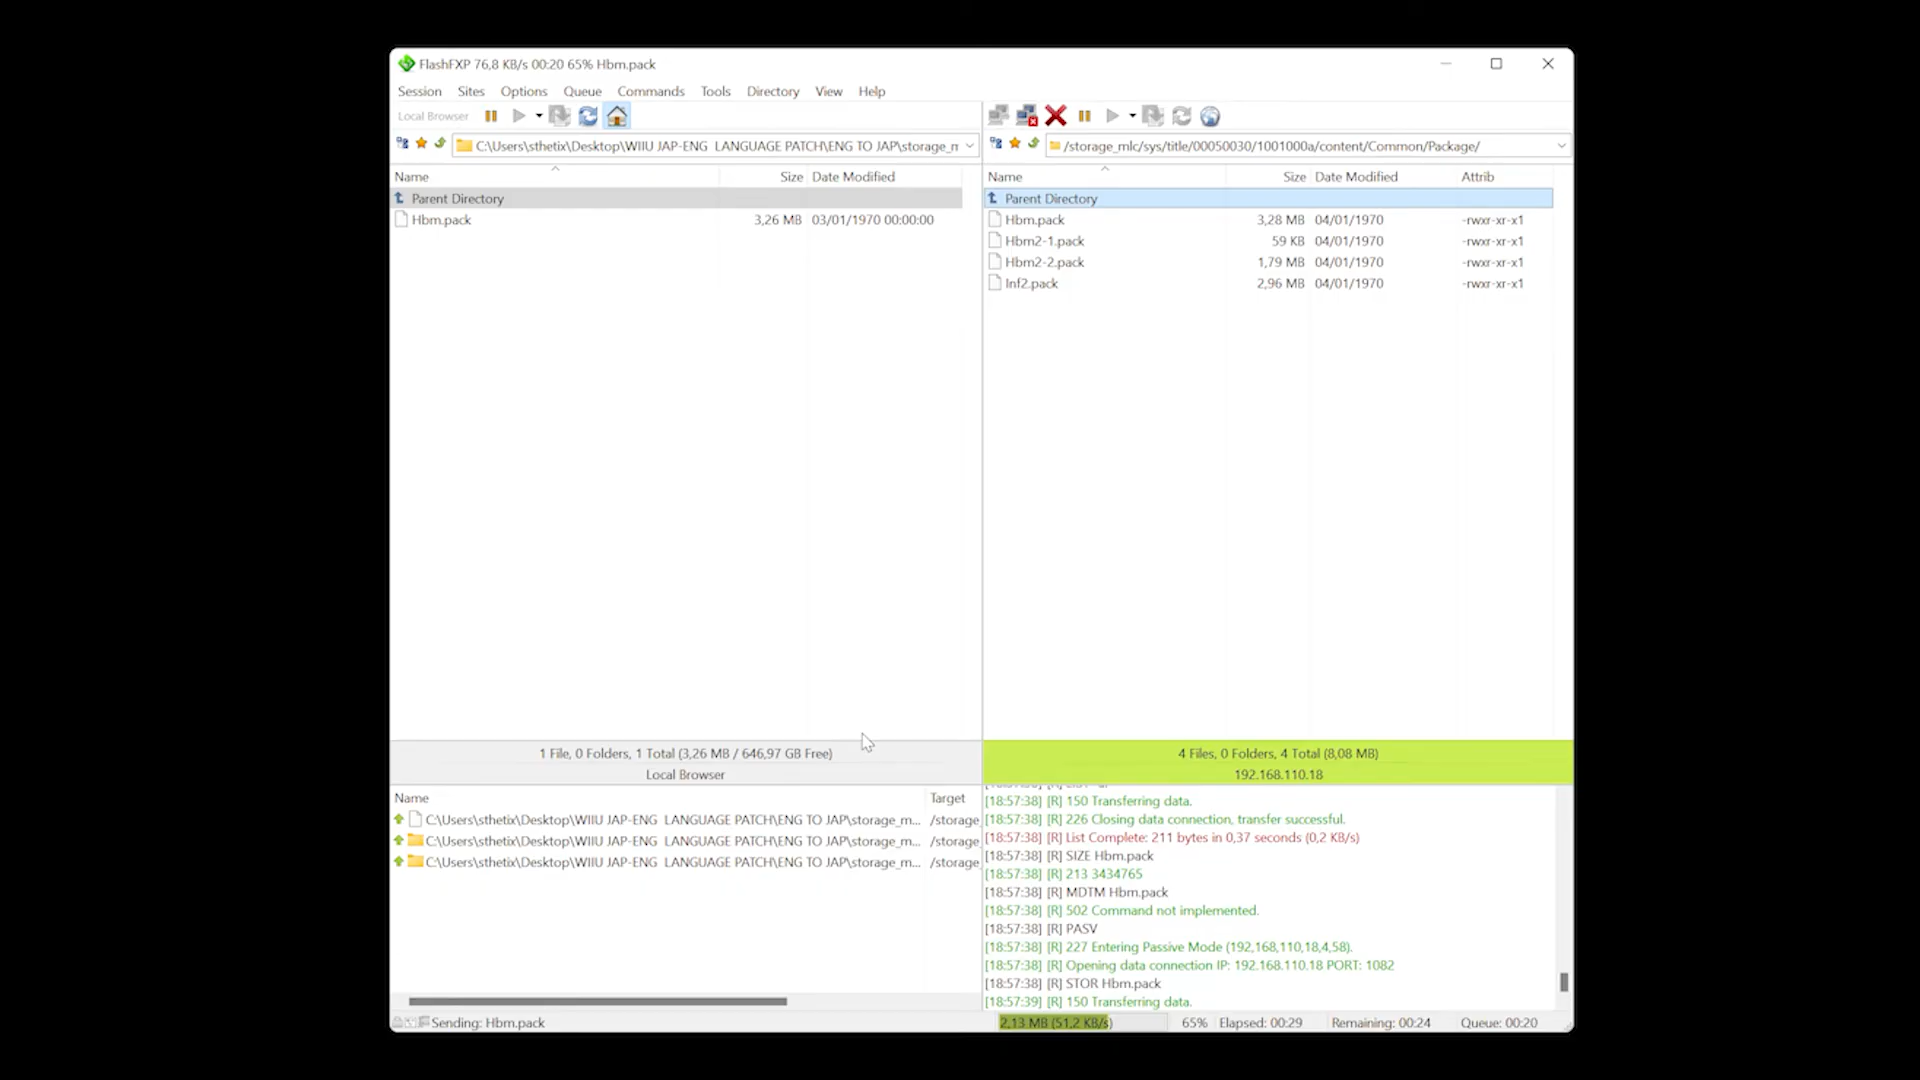 FlashFXP 76,8 KB/s 00:20 65% Hbm.pack
Session Sites Options Queue Commands Tools Directory View Help
Local Browser
C:\Users\sthetix\Desktop\WIIU JAP-ENG  LANGUAGE PATCH\ENG TO JAP\storage_m
/storage_mlc/sys/title/00050030/1001000a/content/Common/Package/
Name Size Date Modified
Parent Directory
Hbm.pack 3,26 MB 03/01/1970 00:00:00
Name Size Date Modified Attrib
Parent Directory
Hbm.pack 3,28 MB 04/01/1970 -rwxr-xr-x1
Hbm2-1.pack 59 KB 04/01/1970 -rwxr-xr-x1
Hbm2-2.pack 1,79 MB 04/01/1970 -rwxr-xr-x1
Inf2.pack 2,96 MB 04/01/1970 -rwxr-xr-x1
1 File, 0 Folders, 1 Total (3,26 MB / 646,97 GB Free)
Local Browser
4 Files, 0 Folders, 4 Total (8,08 MB)
192.168.110.18
Name Target
C:\Users\sthetix\Desktop\WIIU JAP-ENG  LANGUAGE PATCH\ENG TO JAP\storage_m... /storage
C:\Users\sthetix\Desktop\WIIU JAP-ENG  LANGUAGE PATCH\ENG TO JAP\storage_m... /storage
C:\Users\sthetix\Desktop\WIIU JAP-ENG  LANGUAGE PATCH\ENG TO JAP\storage_m... /storage
[18:57:38] [R] 150 Transferring data.
[18:57:38] [R] 226 Closing data connection, transfer successful.
[18:57:38] [R] List Complete: 211 bytes in 0,37 seconds (0,2 KB/s)
[18:57:38] [R] SIZE Hbm.pack
[18:57:38] [R] 213 3434765
[18:57:38] [R] MDTM Hbm.pack
[18:57:38] [R] 502 Command not implemented.
[18:57:38] [R] PASV
[18:57:38] [R] 227 Entering Passive Mode (192,168,110,18,4,58).
[18:57:38] [R] Opening data connection IP: 192.168.110.18 PORT: 1082
[18:57:38] [R] STOR Hbm.pack
[18:57:39] [R] 150 Transferring data.
Sending: Hbm.pack
2,13 MB (51,2 KB/s) 65% Elapsed: 00:29 Remaining: 00:24 Queue: 00:20